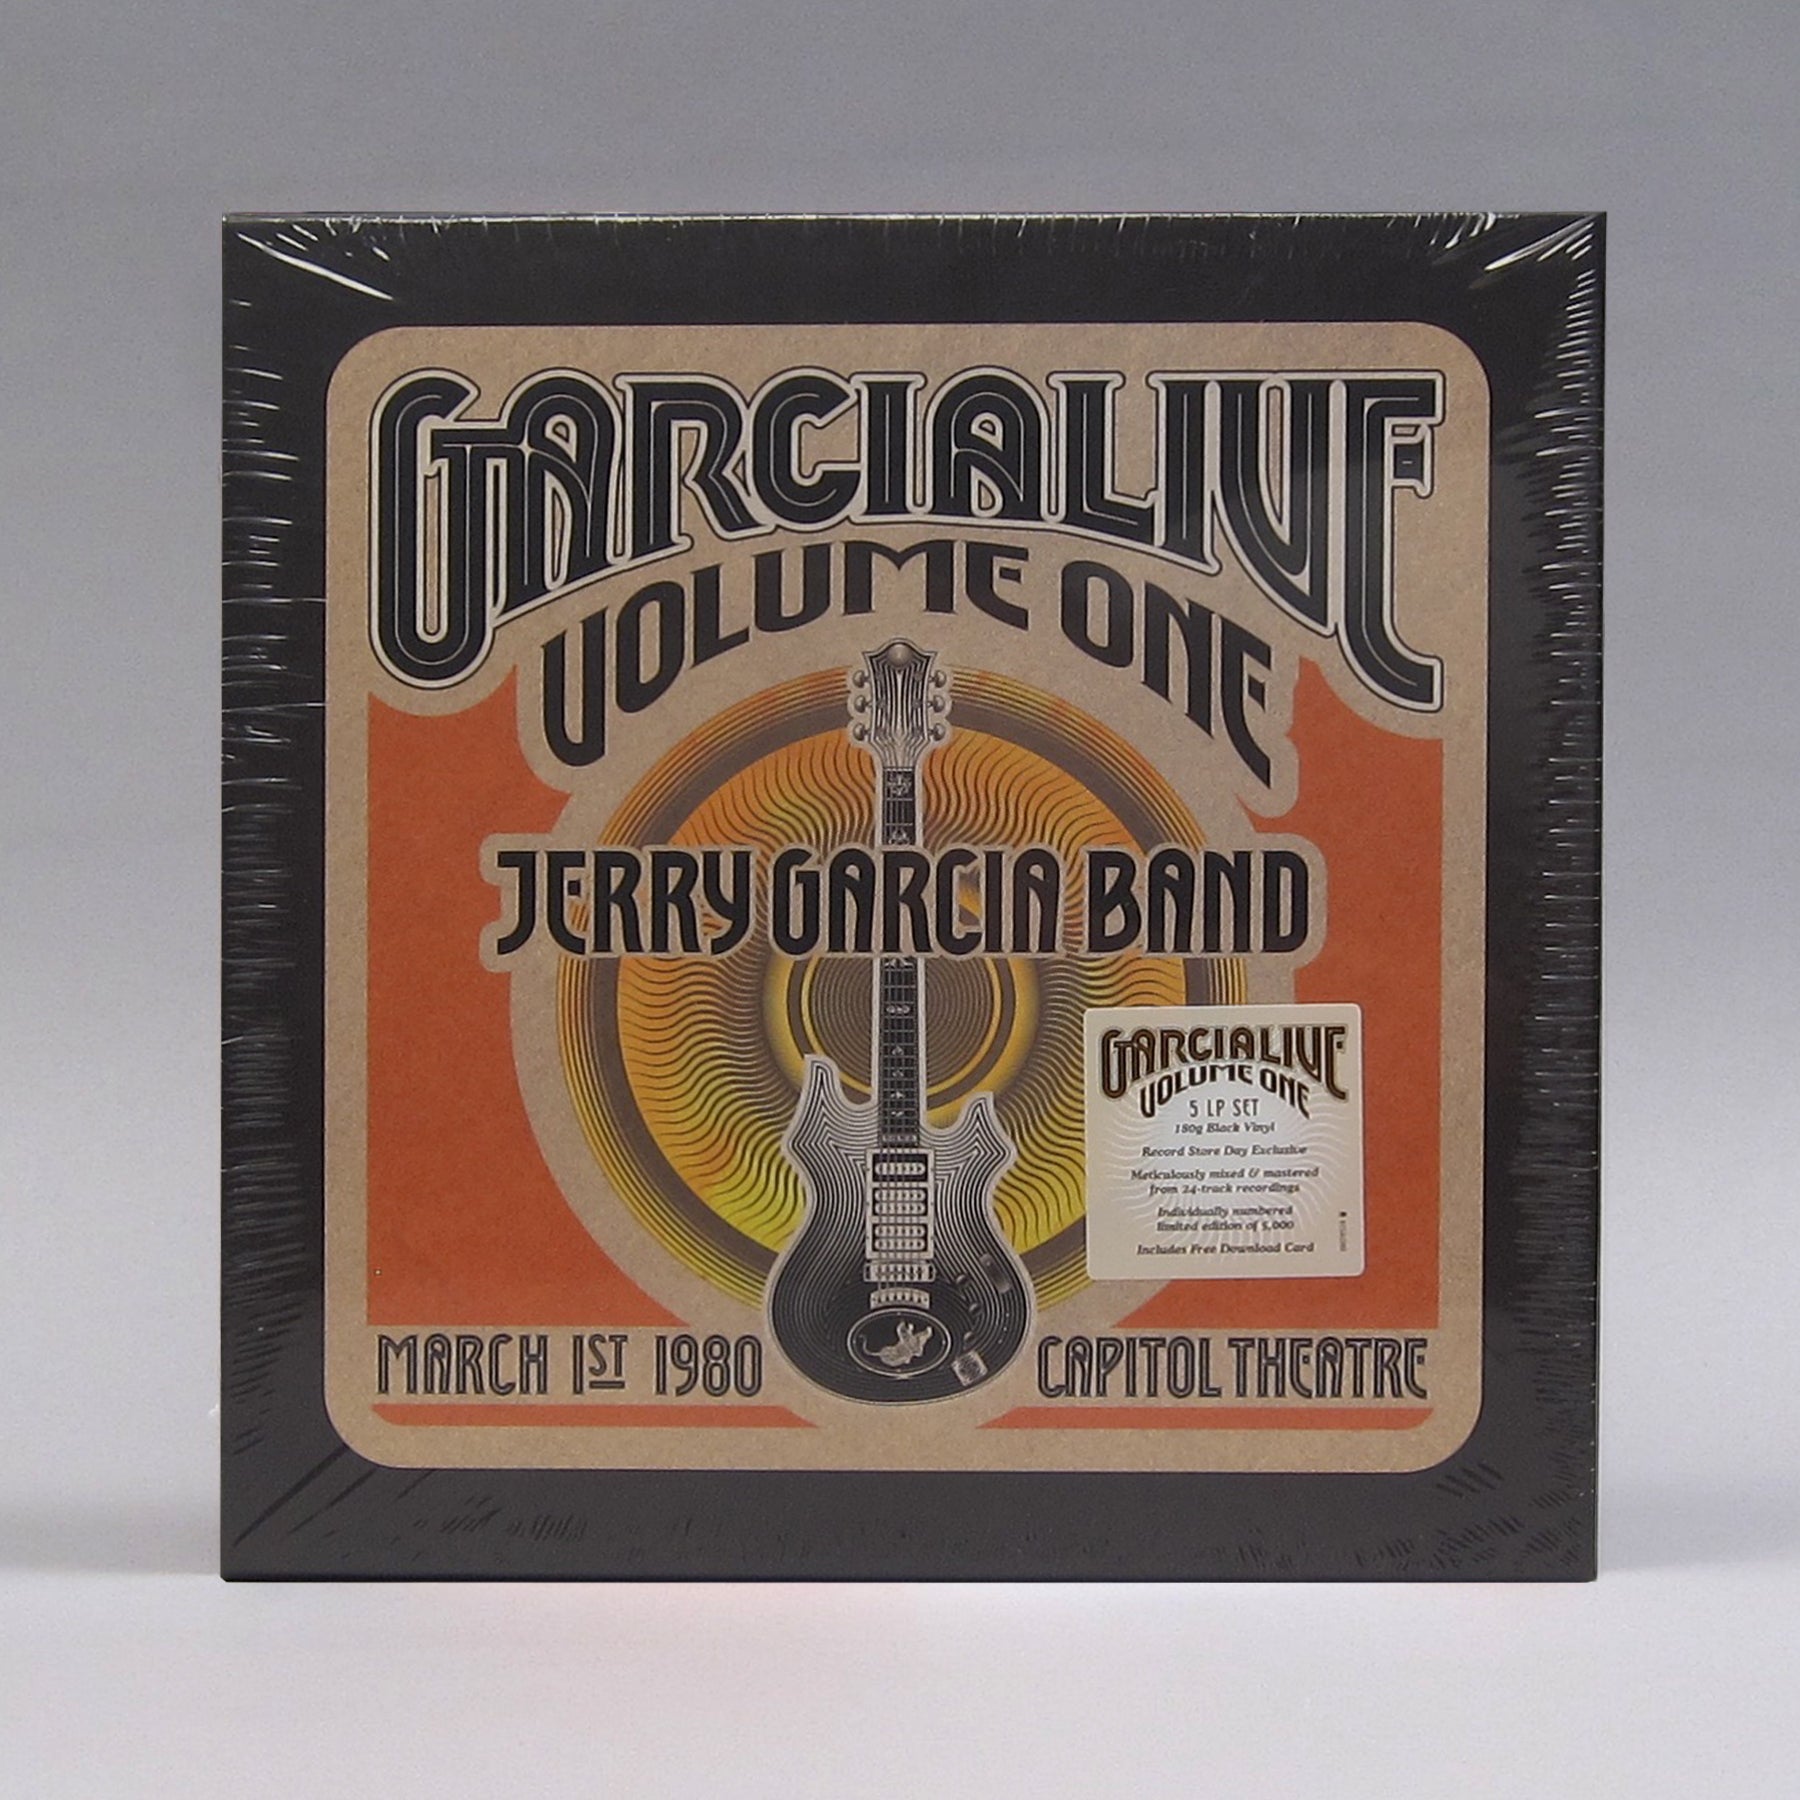 GARCIALIVE
VOLUME ONE
JERRY GARCIA BAND
GARCIALIVE
VOLUME ONE
5 LP SET
180g Black Vinyl
Record Store Day Exclusive
Meticulously mixed & mastered
from 24-track recordings
Individually numbered
limited edition of 5,000
Includes Free Download Card
MARCH 1ST 1980
CAPITOL THEATRE